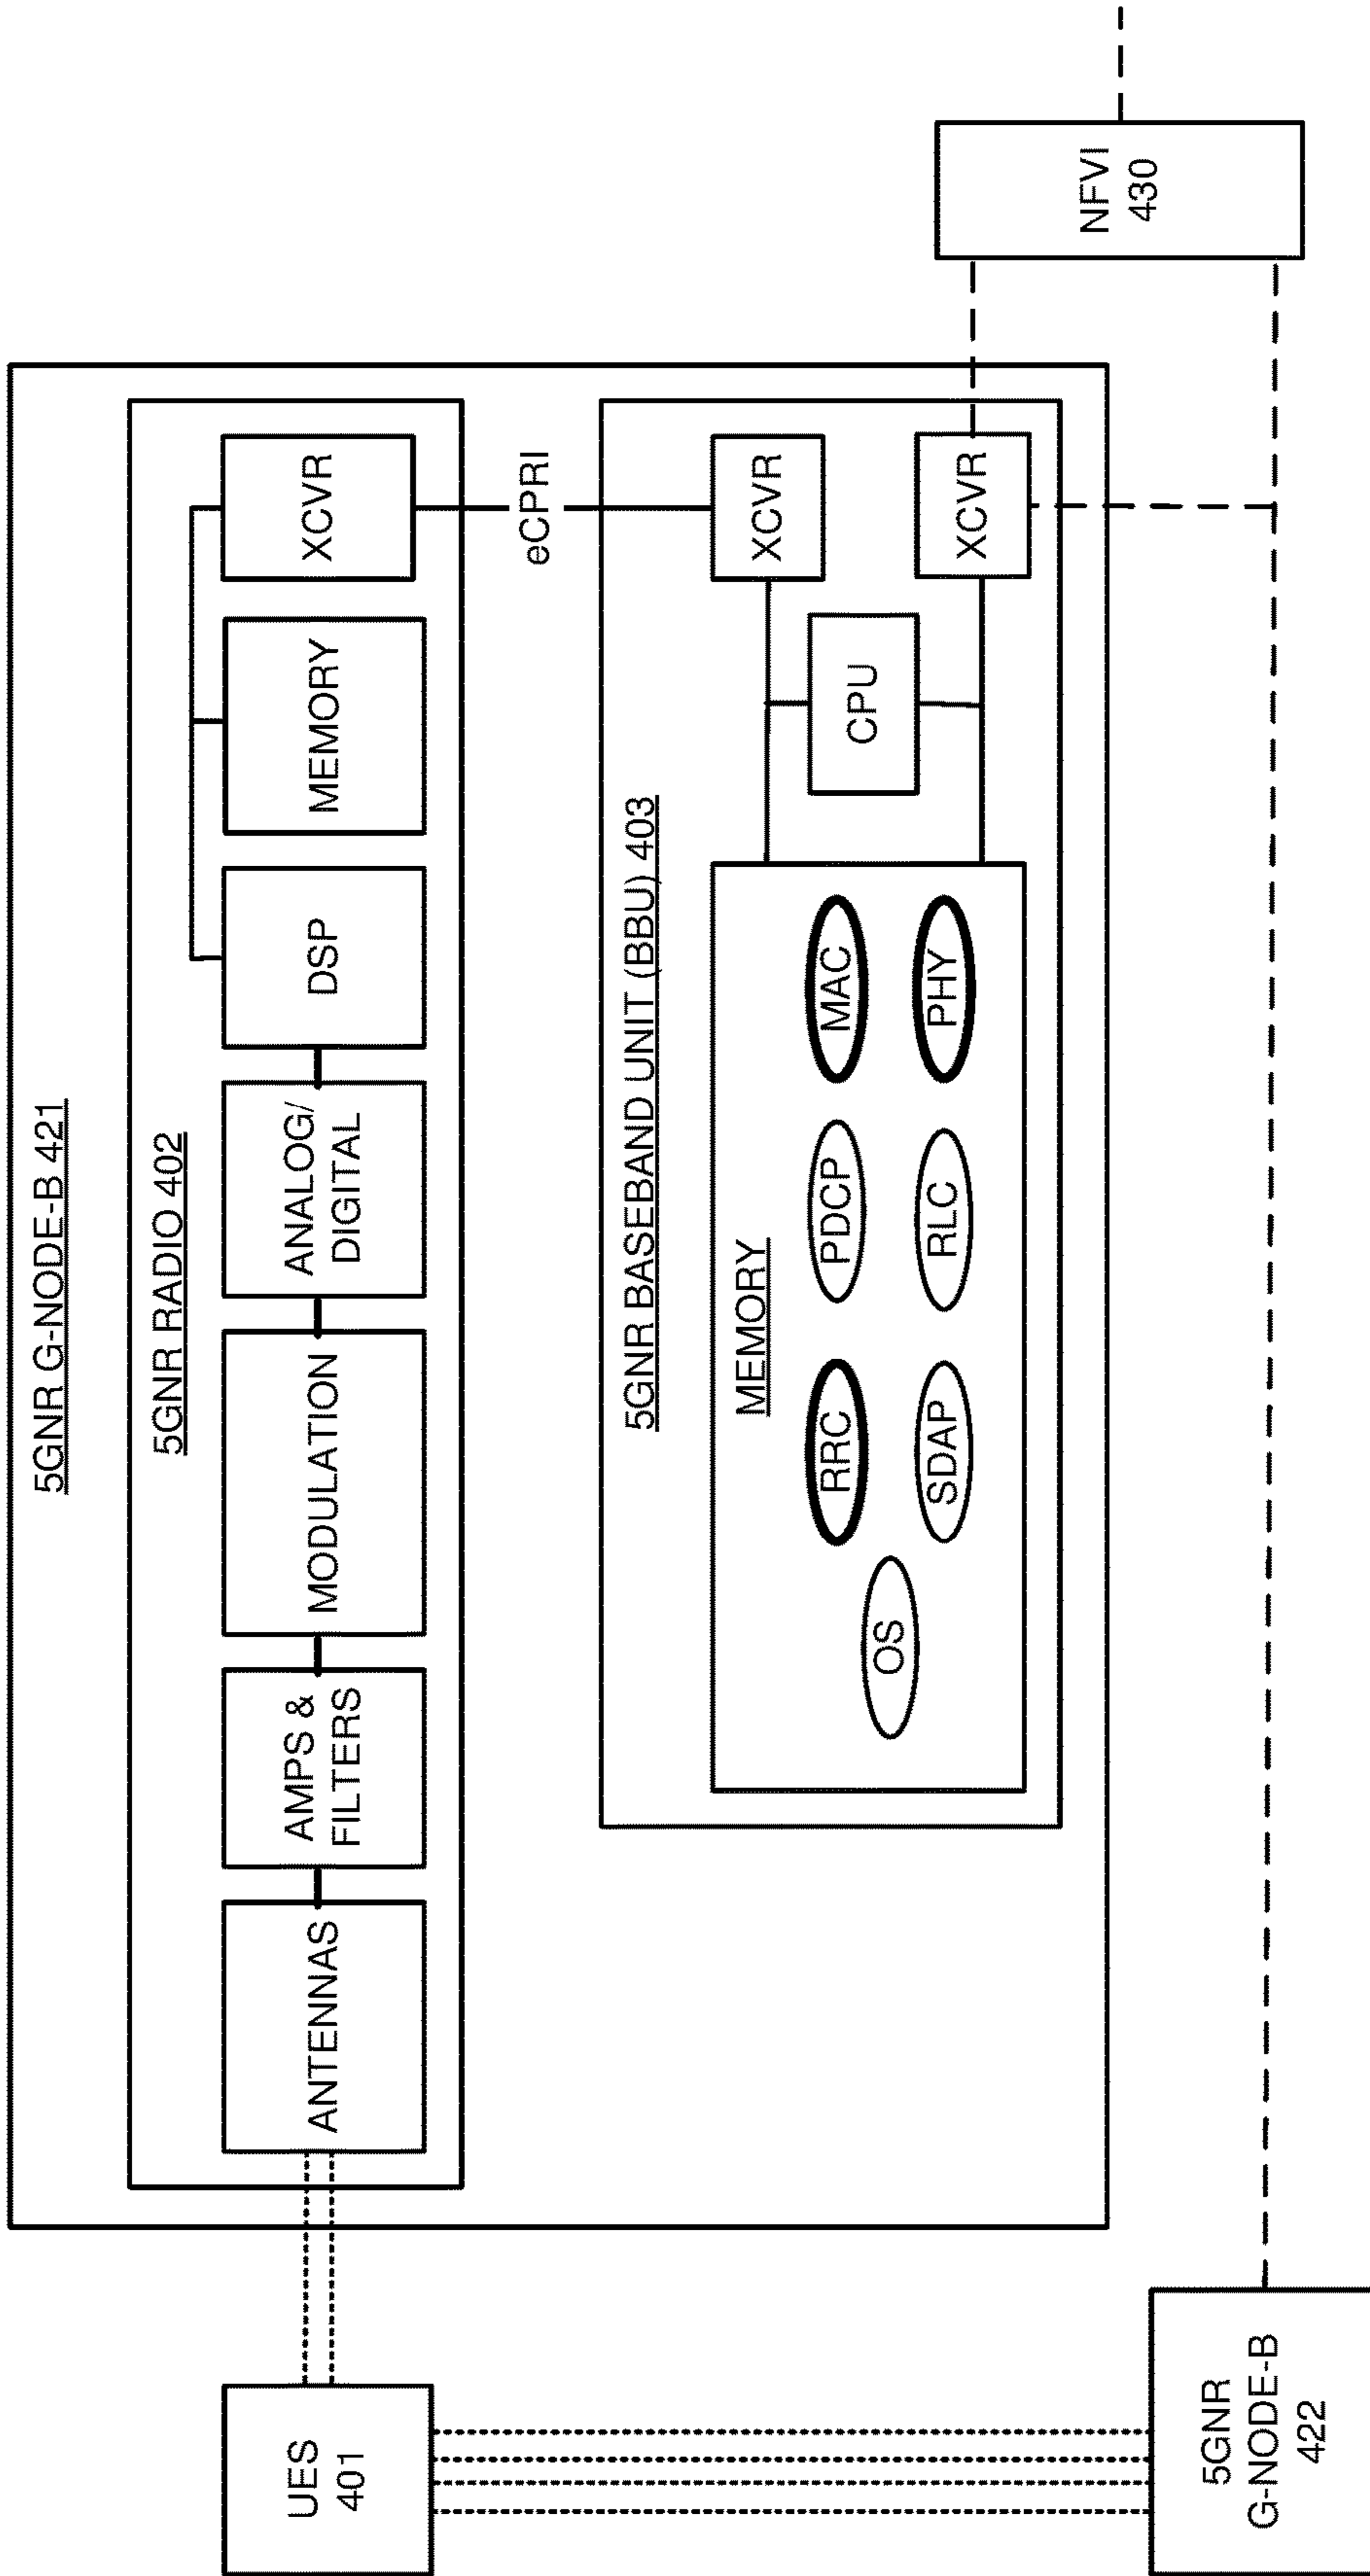 5GNR G-NODE-B 421
5GNR RADIO 402
UES
401
ANTENNAS
AMPS &
FILTERS
MODULATION
ANALOG/
DIGITAL
DSP
MEMORY
XCVR
eCPRI
5GNR BASEBAND UNIT (BBU) 403
MEMORY
OS
RRC
PDCP
MAC
SDAP
RLC
PHY
CPU
XCVR
XCVR
NFVI
430
5GNR
G-NODE-B
422